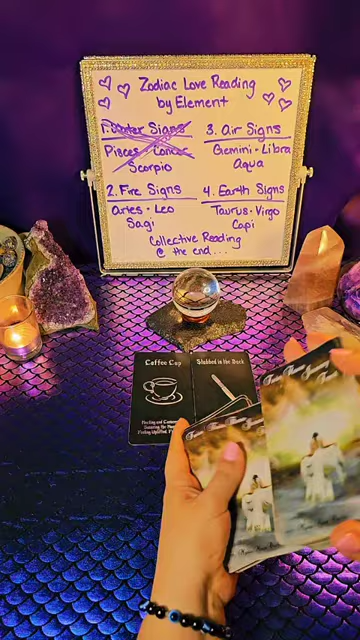 Zodiac Love Reading
by Element
1. Water Signs
Pisces - Cancer
Scorpio
2. Fire Signs
Aries - Leo
Sagi
3. Air Signs
Gemini - Libra
Aqua
4. Earth Signs
Taurus - Virgo
Capi
Collective Reading
@ the end...
Coffee Cup
Stabbed in the Back